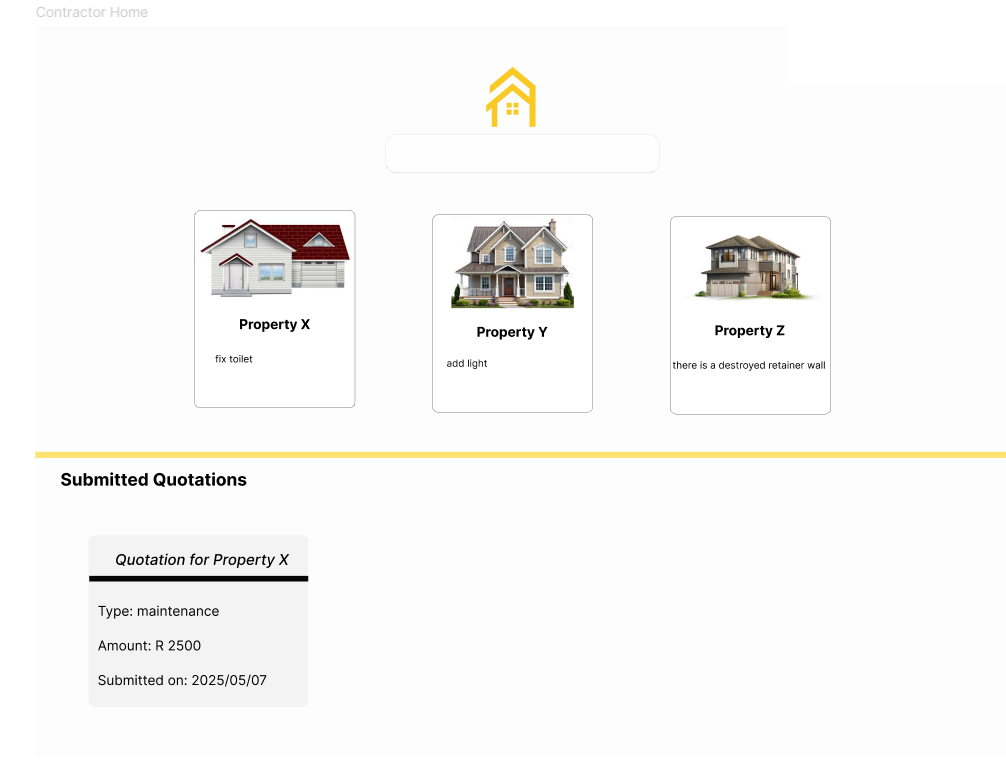 Contractor Home
Property X
fix toilet
Property Y
add light
Property Z
there is a destroyed retainer wall
Submitted Quotations
Quotation for Property X
Type: maintenance
Amount: R 2500
Submitted on: 2025/05/07